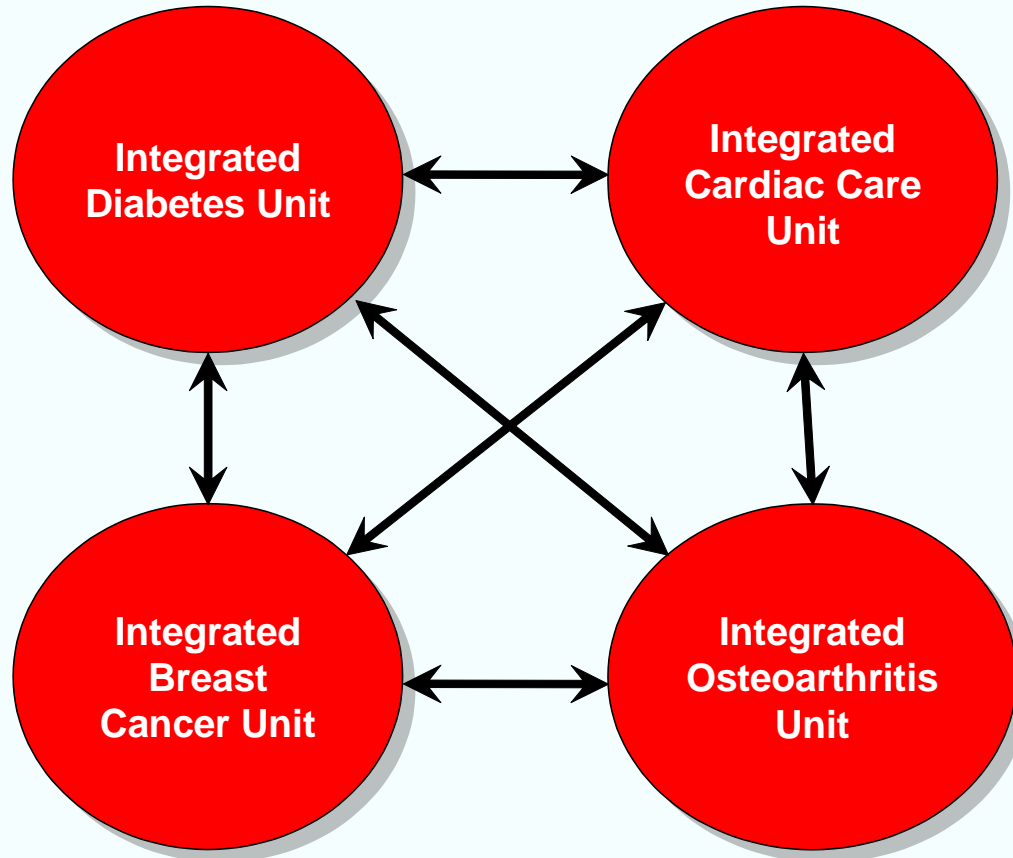 Integrated
Diabetes Unit
Integrated
Cardiac Care
Unit
Integrated
Breast
Cancer Unit
Integrated
Osteoarthritis
Unit